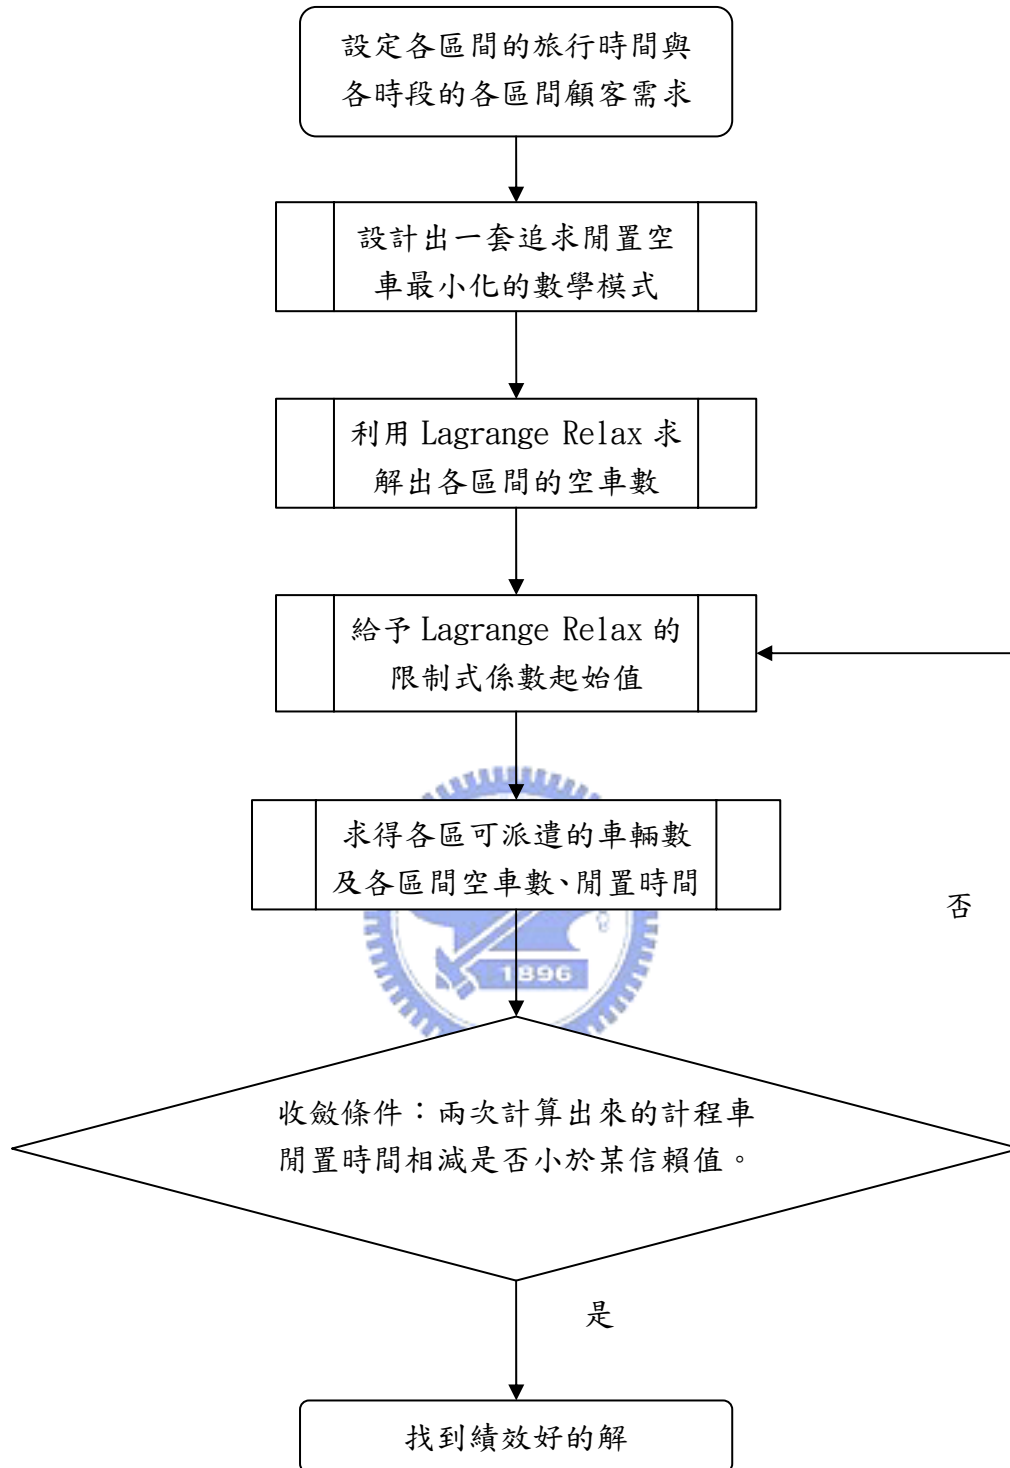 設定各區間的旅行時間與
各時段的各區間顧客需求
設計出一套追求閒置空
車最小化的數學模式
利用 Lagrange Relax 求
解出各區間的空車數
給予 Lagrange Relax 的
限制式係數起始值
求得各區可派遣的車輛數
及各區間空車數、閒置時間
否
1896
收斂條件：兩次計算出來的計程車
閒置時間相減是否小於某信賴值。
是
找到績效好的解